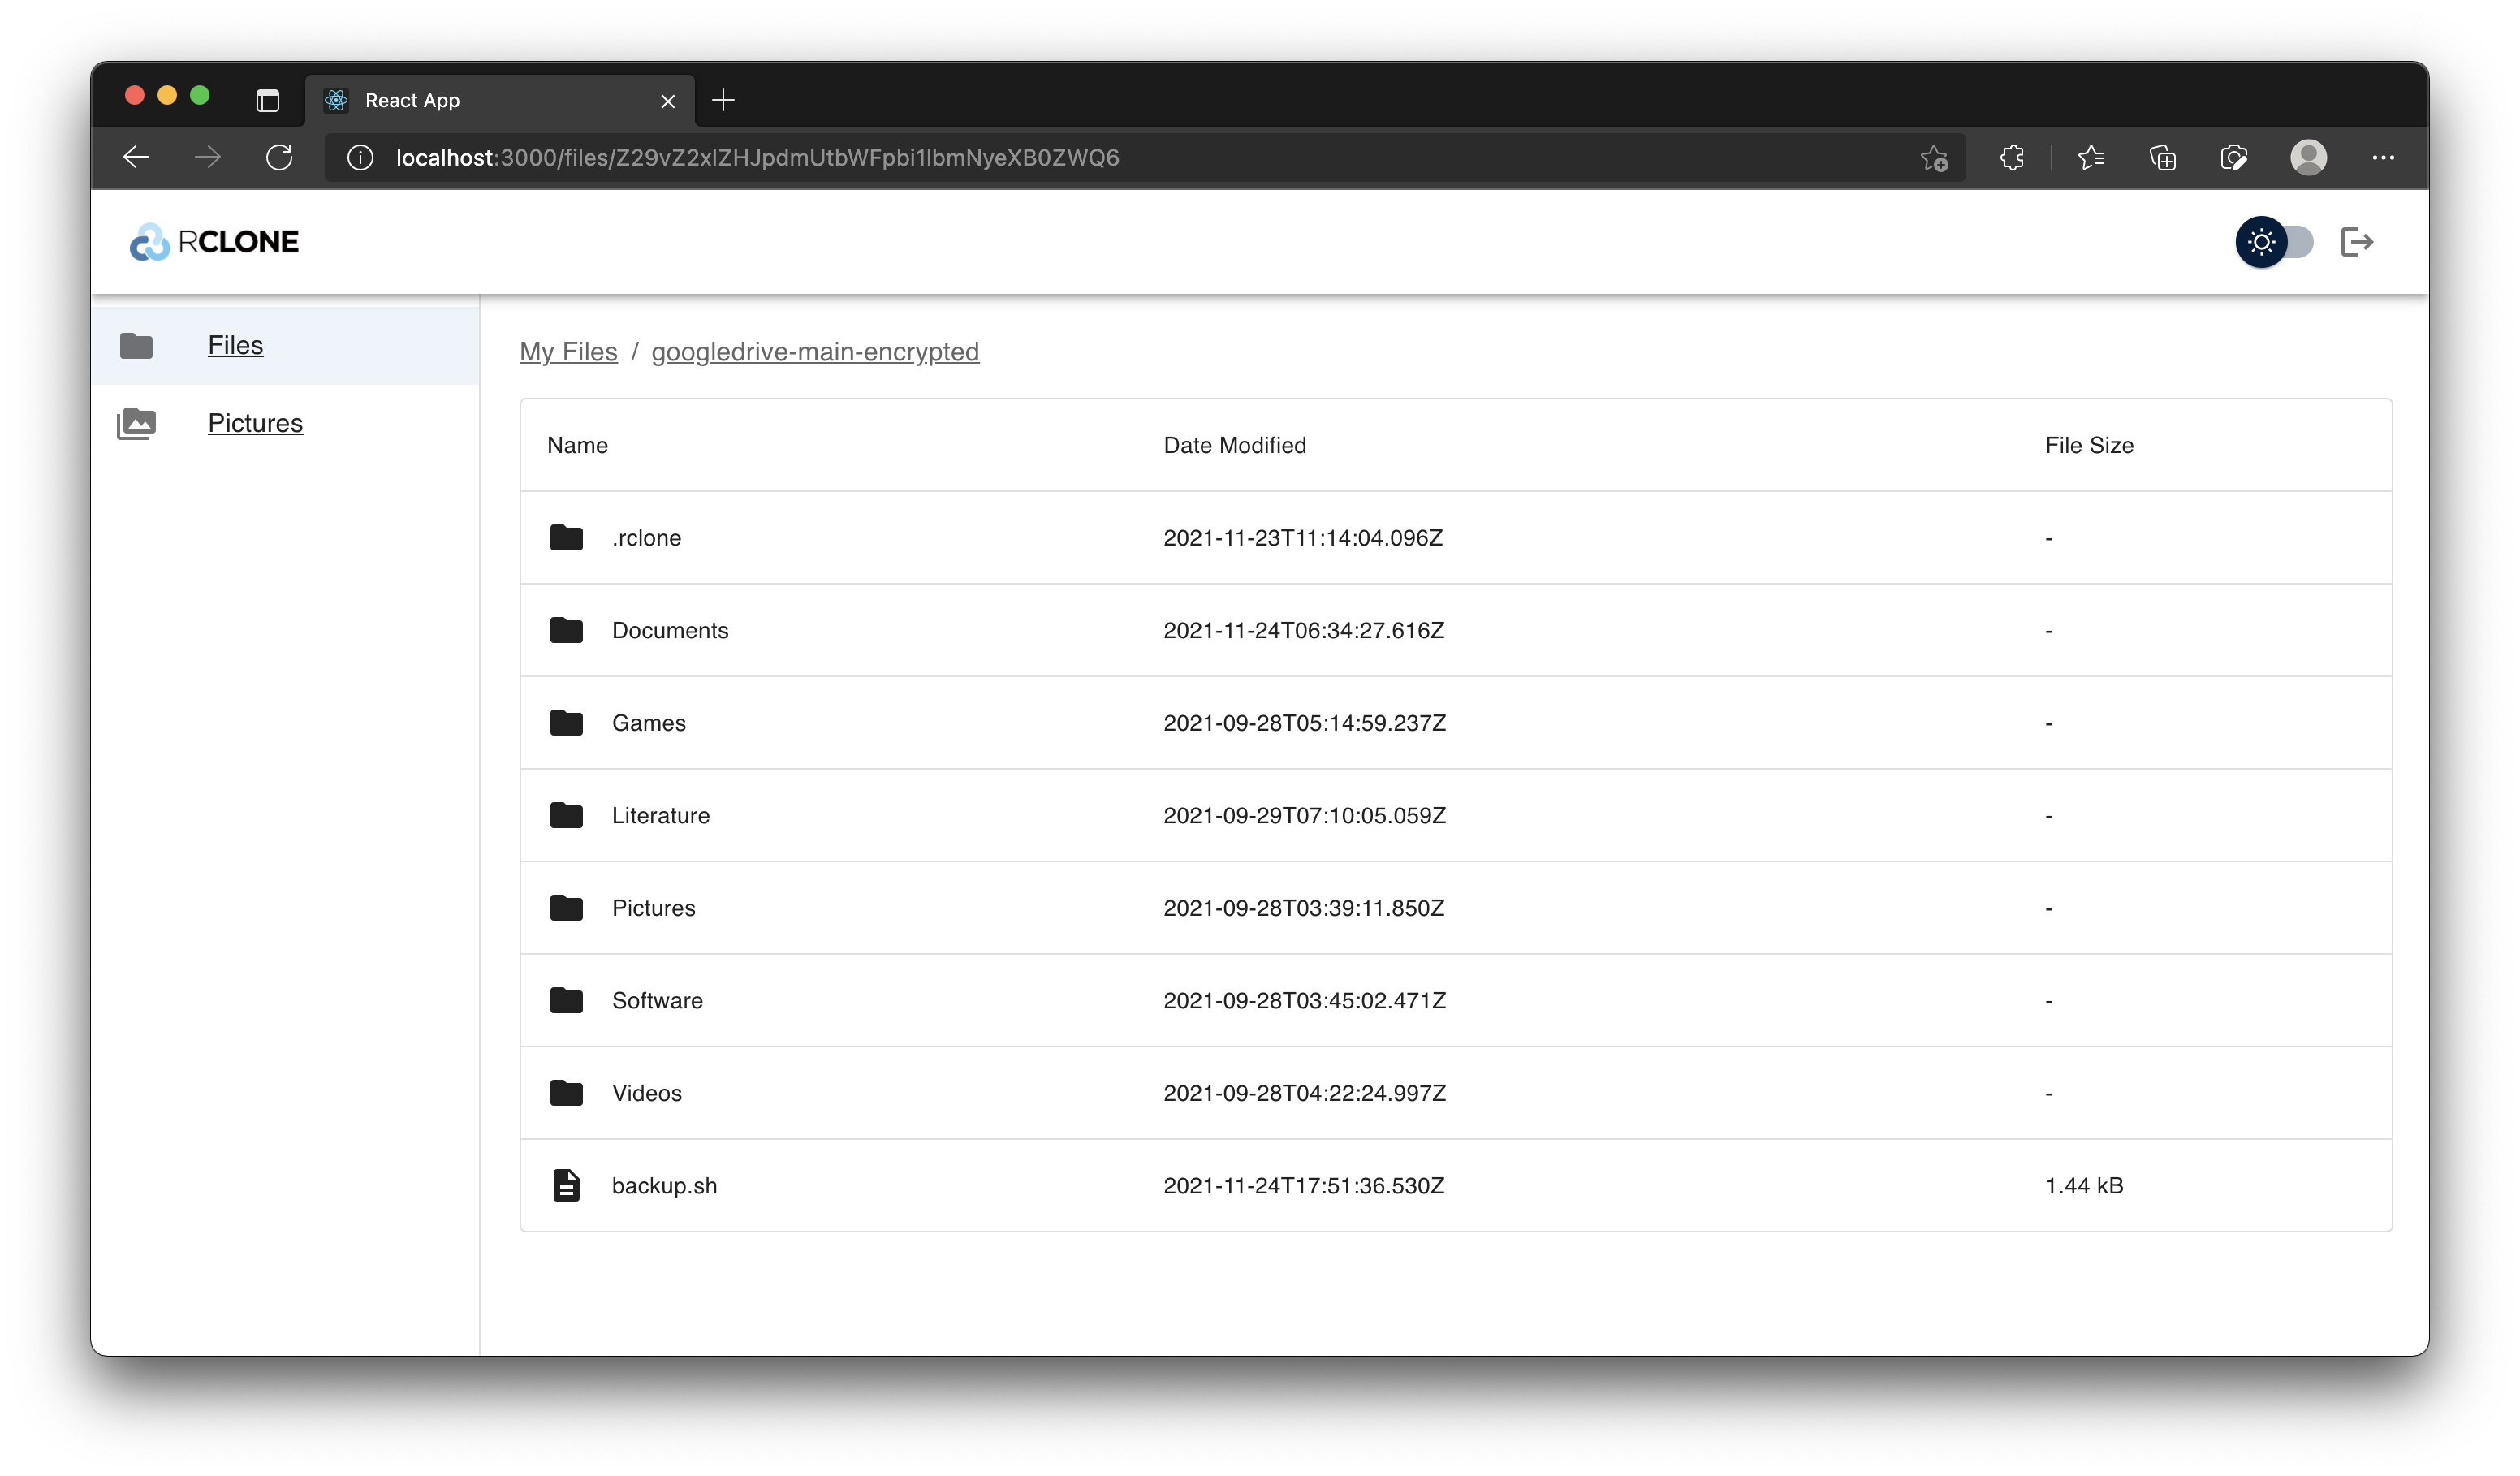 React App
localhost:3000/files/Z29vZ2xlZHJpdmUtbWFpbi1lbmNyeXB0ZWQ6
RCLONE
Files
Pictures
My Files / googledrive-main-encrypted
Name Date Modified File Size
.rclone 2021-11-23T11:14:04.096Z -
Documents 2021-11-24T06:34:27.616Z -
Games 2021-09-28T05:14:59.237Z -
Literature 2021-09-29T07:10:05.059Z -
Pictures 2021-09-28T03:39:11.850Z -
Software 2021-09-28T03:45:02.471Z -
Videos 2021-09-28T04:22:24.997Z -
backup.sh 2021-11-24T17:51:36.530Z 1.44 kB